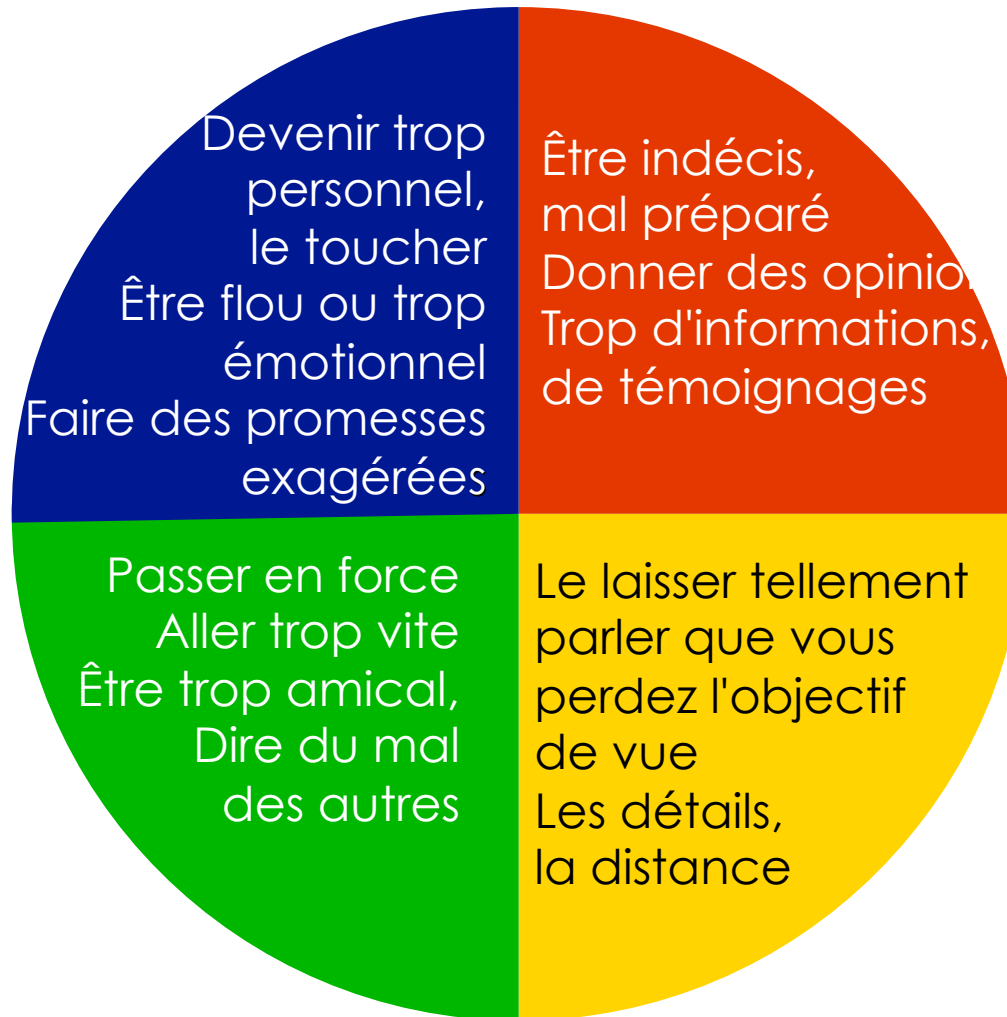 Devenir trop
personnel,
le toucher
Être flou ou trop
émotionnel
Faire des promesses
exagérées
Être indécis,
mal préparé
Donner des opinion
Trop d'informations,
de témoignages
Passer en force
Aller trop vite
Être trop amical,
Dire du mal
des autres
Le laisser tellement
parler que vous
perdez l'objectif
de vue
Les détails,
la distance